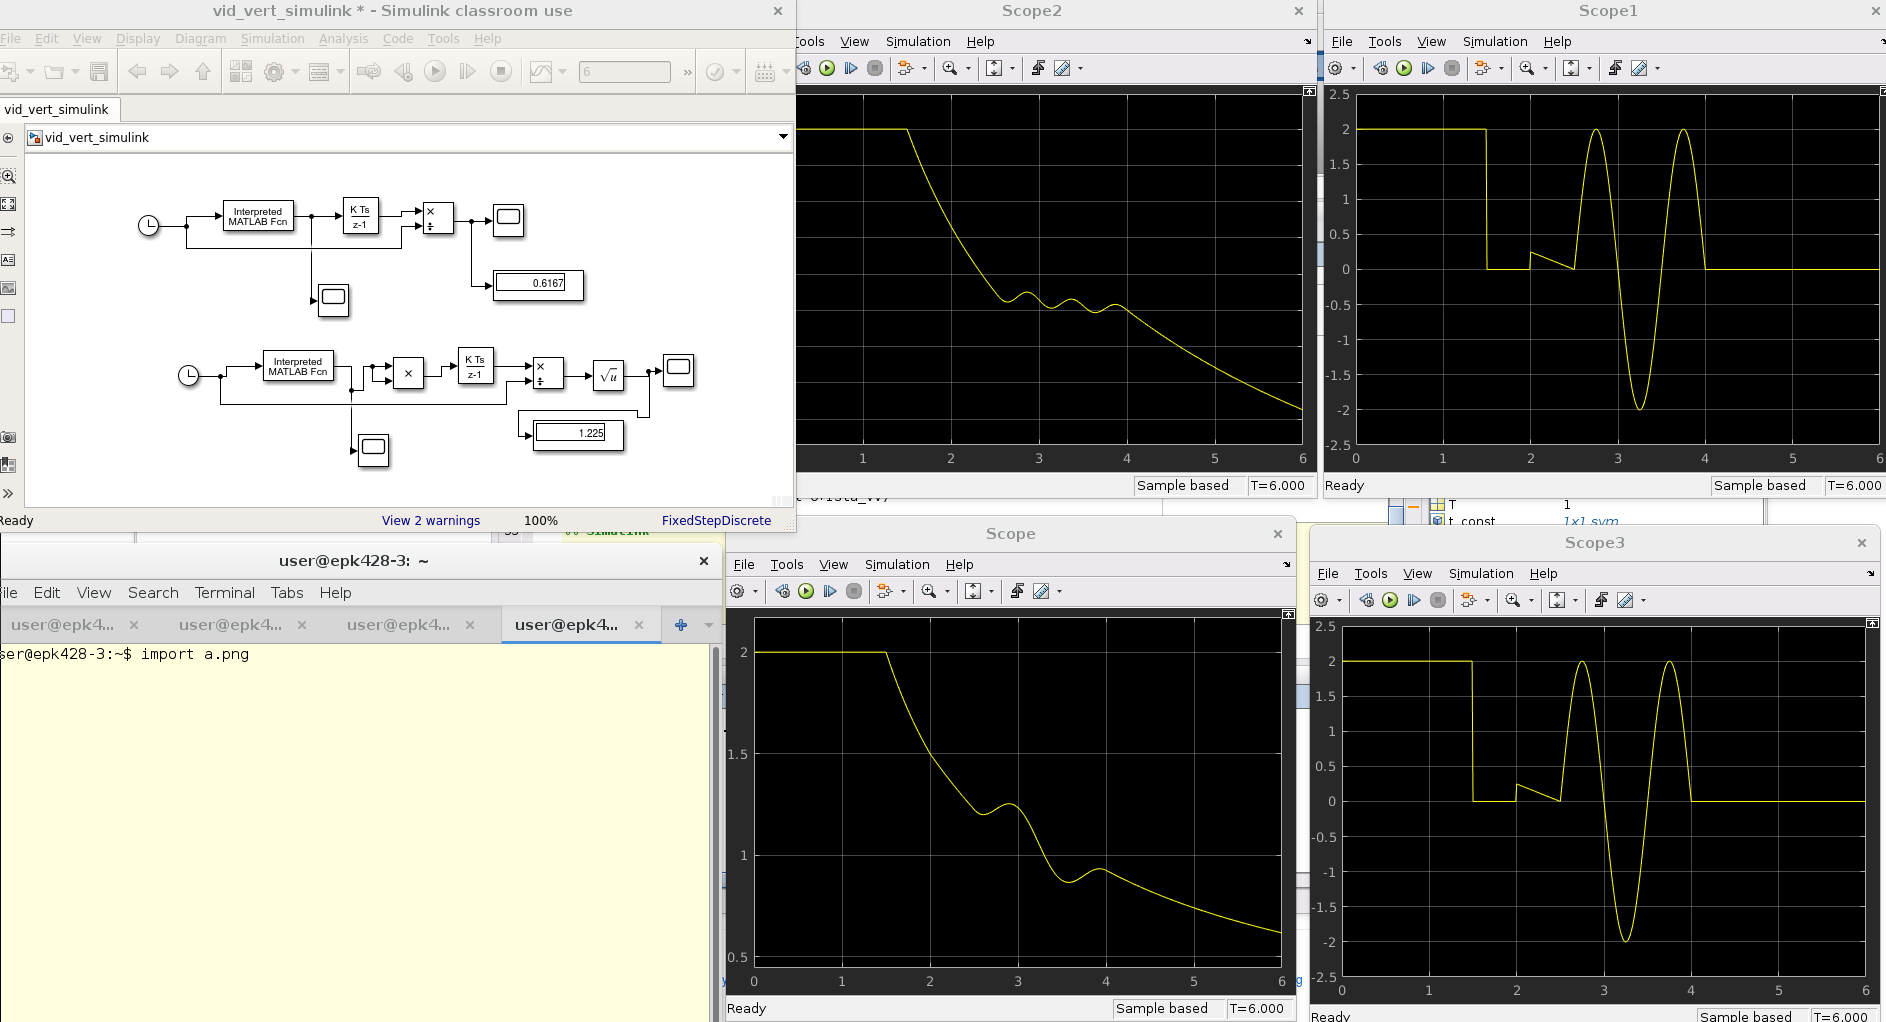 vid_vert_simulink * - Simulink classroom use
File Edit View Display Diagram Simulation Analysis Code Tools Help
6
»
vid_vert_simulink
vid_vert_simulink
Interpreted
MATLAB Fcn
K Ts
z-1
×
÷
0.6167
Interpreted
MATLAB Fcn
×
K Ts
z-1
×
÷
√u
1.225
Ready
View 2 warnings 100% FixedStepDiscrete
Scope2
Tools View Simulation Help
1 2 3 4 5 6
Sample based T=6.000
Scope1
File Tools View Simulation Help
2.5
2
1.5
1
0.5
0
-0.5
-1
-1.5
-2
-2.5
0 1 2 3 4 5 6
Ready Sample based T=6.000
T 1
t_const 1x1 sym
%% Simulink
user@epk428-3: ~
File Edit View Search Terminal Tabs Help
user@epk4... user@epk4... user@epk4... user@epk4...
user@epk428-3:~$ import a.png
Scope
File Tools View Simulation Help
2
1.5
1
0.5
0 1 2 3 4 5 6
Ready Sample based T=6.000
Scope3
File Tools View Simulation Help
2.5
2
1.5
1
0.5
0
-0.5
-1
-1.5
-2
-2.5
0 1 2 3 4 5 6
Ready Sample based T=6.000